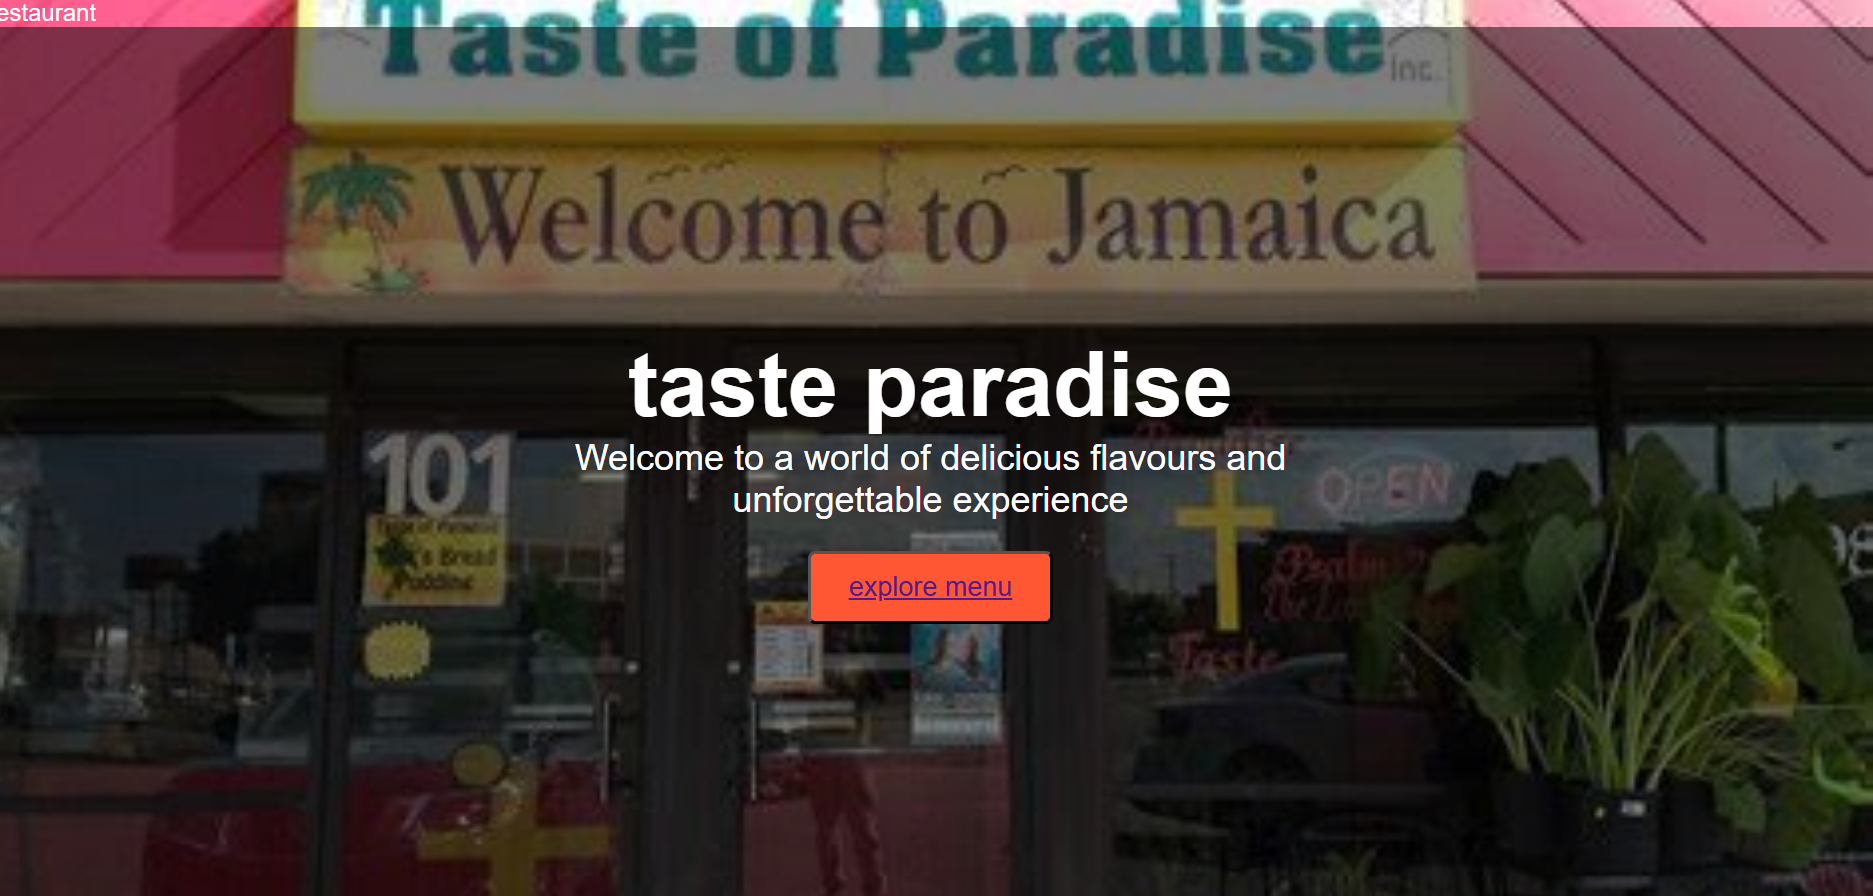 estaurant
Taste of Paradise
Inc.
Welcome to Jamaica
taste paradise
Welcome to a world of delicious flavours and
unforgettable experience
explore menu
101
Taste of Paradise
's Bread
Pudding
OPEN
Taste